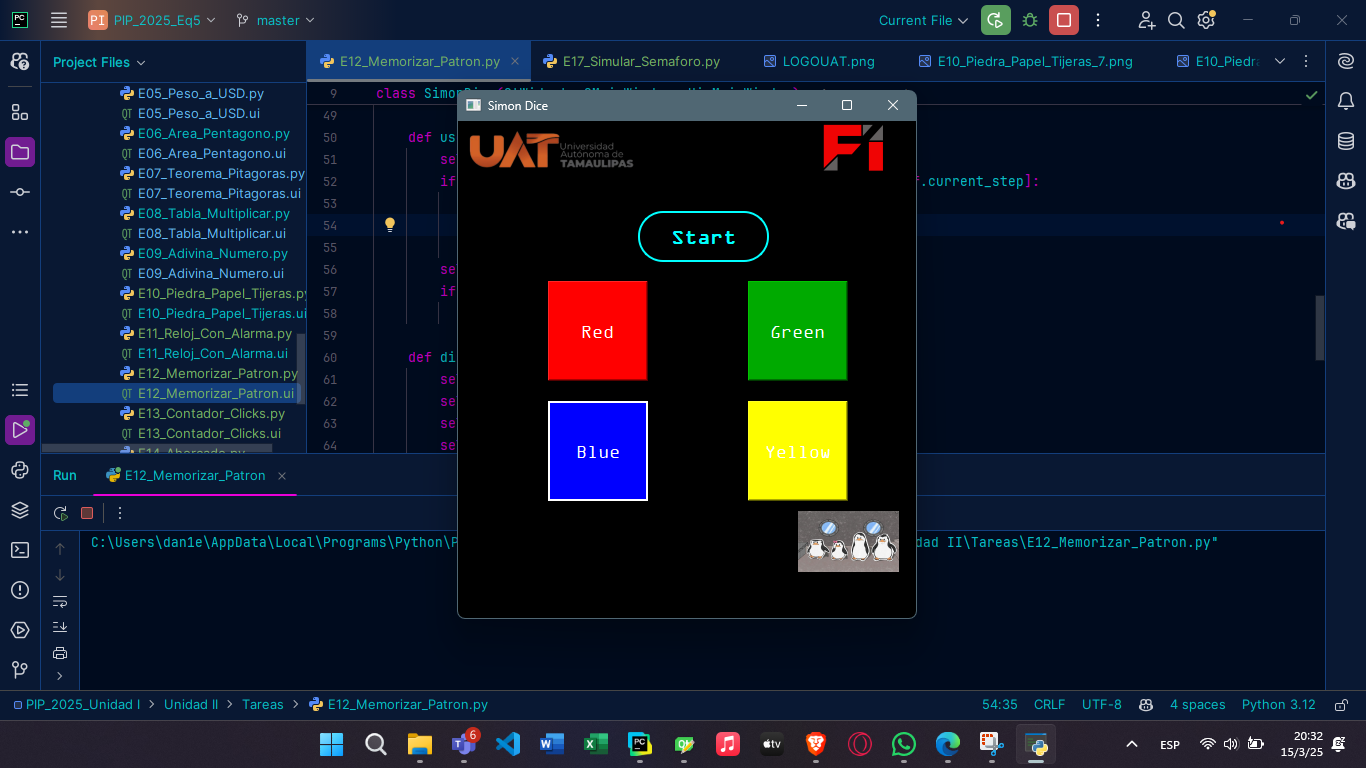 PC
PI PIP_2025_Eq5
master
Current File
Project Files
E12_Memorizar_Patron.py
E17_Simular_Semaforo.py
LOGOUAT.png
E10_Piedra_Papel_Tijeras_7.png
E10_Piedra
E05_Peso_a_USD.py
E05_Peso_a_USD.ui
E06_Area_Pentagono.py
E06_Area_Pentagono.ui
E07_Teorema_Pitagoras.py
E07_Teorema_Pitagoras.ui
E08_Tabla_Multiplicar.py
E08_Tabla_Multiplicar.ui
E09_Adivina_Numero.py
E09_Adivina_Numero.ui
E10_Piedra_Papel_Tijeras.py
E10_Piedra_Papel_Tijeras.ui
E11_Reloj_Con_Alarma.py
E11_Reloj_Con_Alarma.ui
E12_Memorizar_Patron.py
E12_Memorizar_Patron.ui
E13_Contador_Clicks.py
E13_Contador_Clicks.ui
9 class
49
50 def us
51 se
52 if f.current_step]:
53
54
55
56 se
57 if
58
59
60 def di
61 se
62 se
63 se
64 se
Simon Dice
UAT Universidad
Autónoma de
TAMAULIPAS
Fi
Start
Red
Green
Blue
Yellow
Run
E12_Memorizar_Patron
C:\Users\dan1e\AppData\Local\Programs\Python\P
dad II\Tareas\E12_Memorizar_Patron.py"
PIP_2025_Unidad I > Unidad II > Tareas > E12_Memorizar_Patron.py
54:35 CRLF UTF-8 4 spaces Python 3.12
6
ESP
20:32
15/3/25